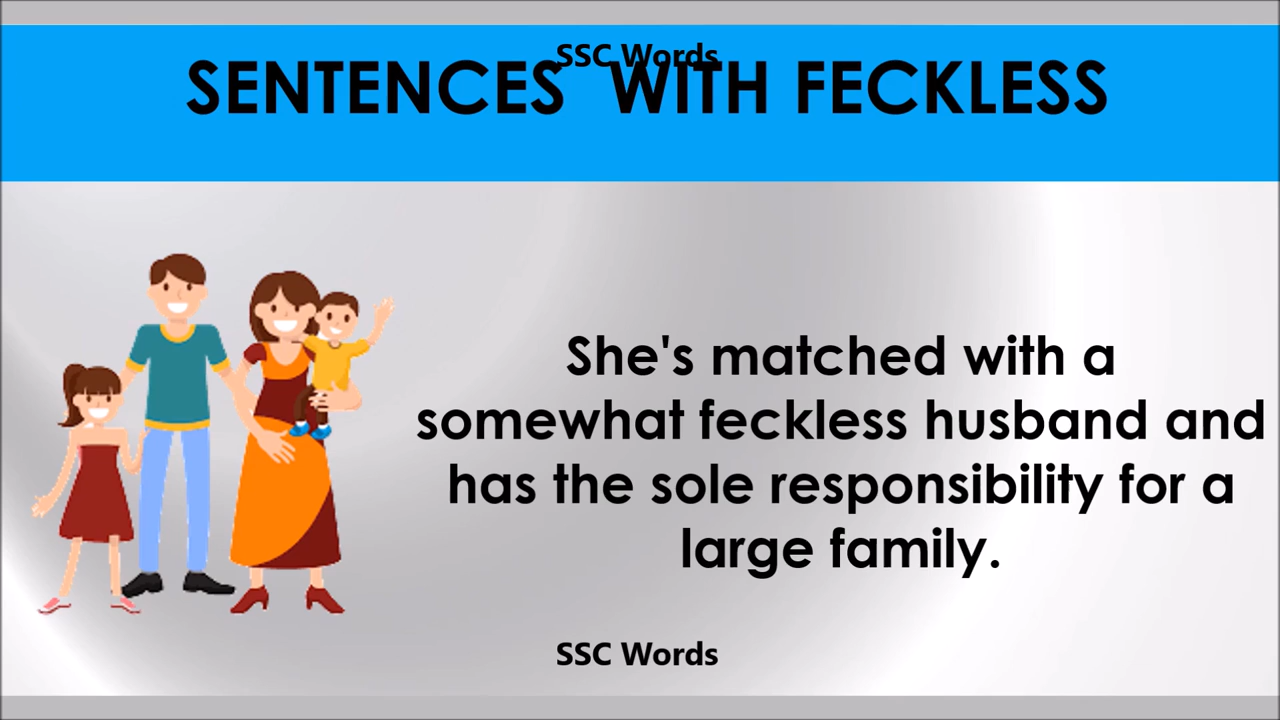 SSC Words
SENTENCES WITH FECKLESS
She's matched with a
somewhat feckless husband and
has the sole responsibility for a
large family.
SSC Words